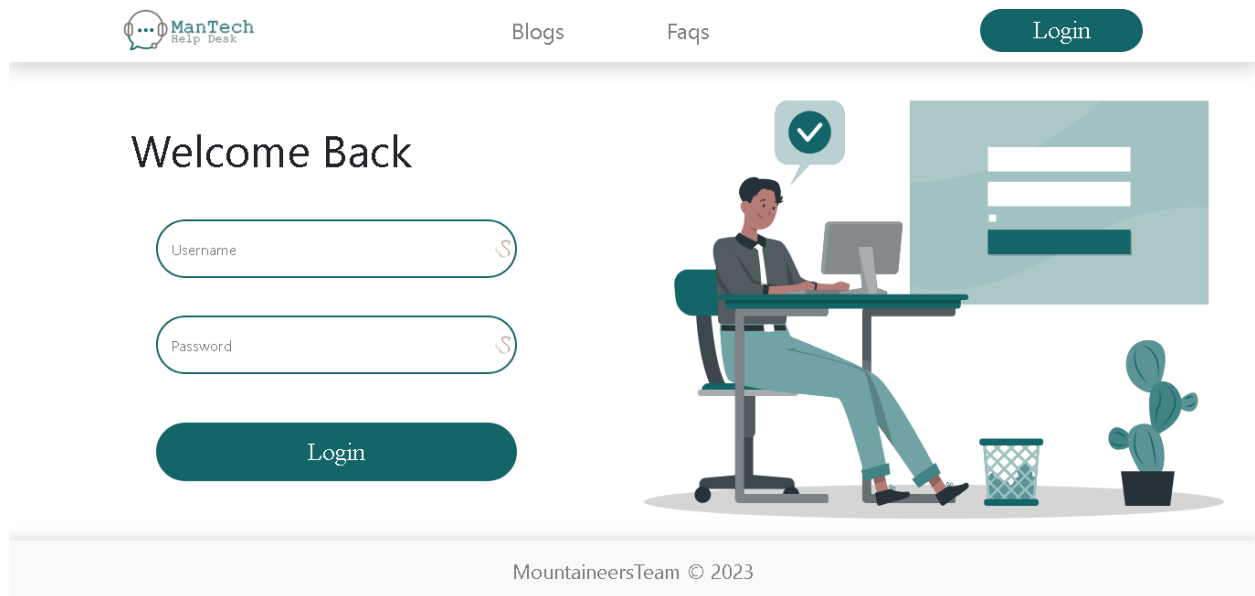 ManTech
Help Desk
Blogs
Faqs
Login
Welcome Back
Username
Password
Login
MountaineersTeam © 2023